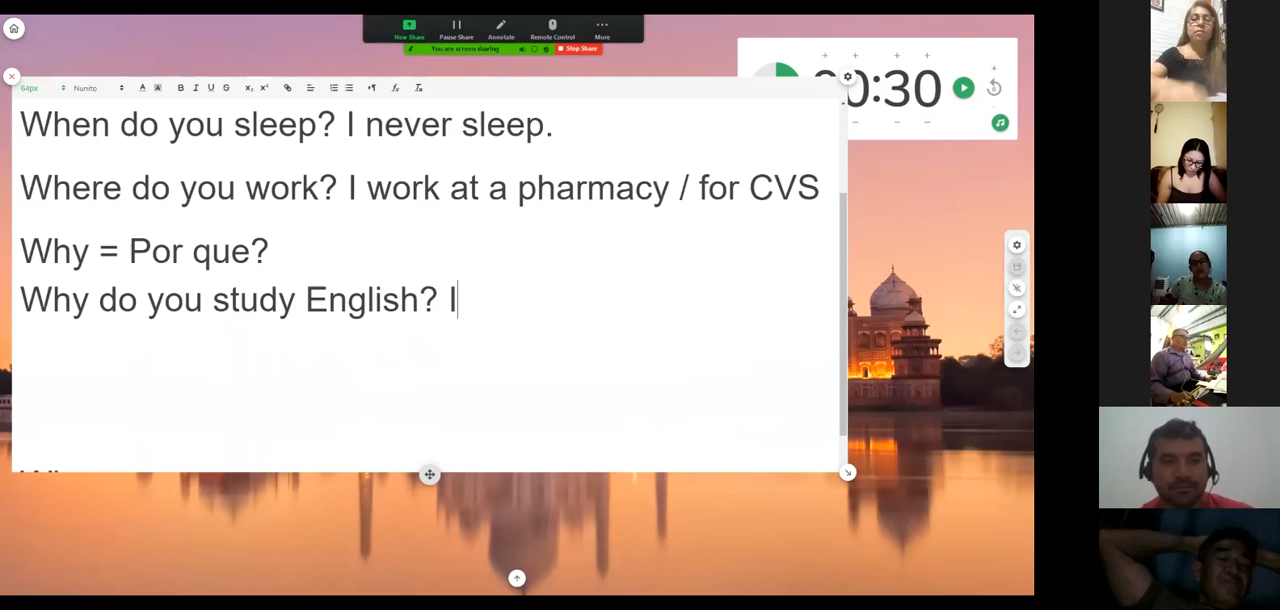 New Share
Pause Share
Annotate
Remote Control
More
You are screen sharing
Stop Share
:30
64px
Nunito
When do you sleep? I never sleep.
Where do you work? I work at a pharmacy / for CVS
Why = Por que?
Why do you study English? I